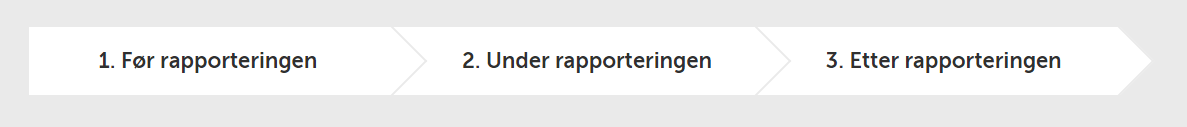 1. Før rapporteringen
2. Under rapporteringen
3. Etter rapporteringen